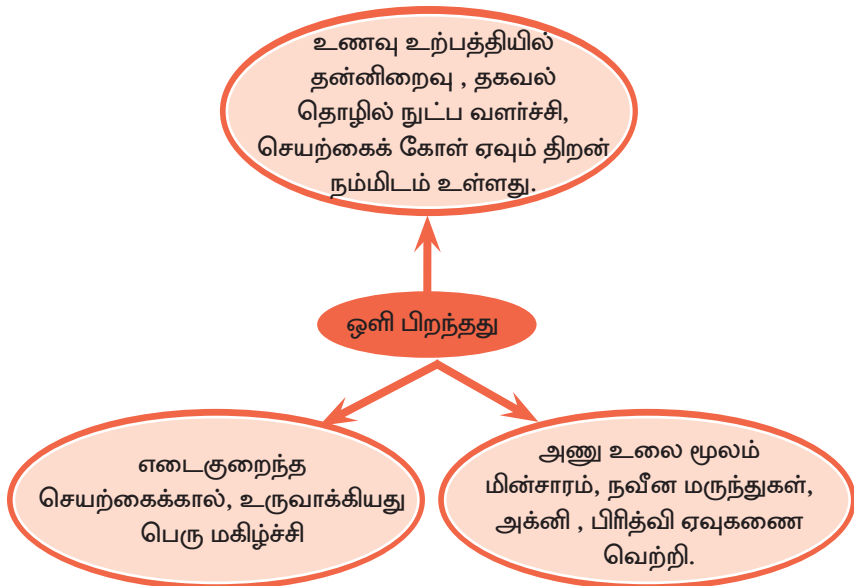 உணவு உற்பத்தியில்
தன்னிறைவு , தகவல்
தொழில் நுட்ப வளர்ச்சி,
செயற்கைக் கோள் ஏவும் திறன்
நம்மிடம் உள்ளது.
ஒளி பிறந்தது
எடைகுறைந்த
செயற்கைக்கால், உருவாக்கியது
பெரு மகிழ்ச்சி
அணு உலை மூலம்
மின்சாரம், நவீன மருந்துகள்,
அக்னி , பிரித்வி ஏவுகணை
வெற்றி.